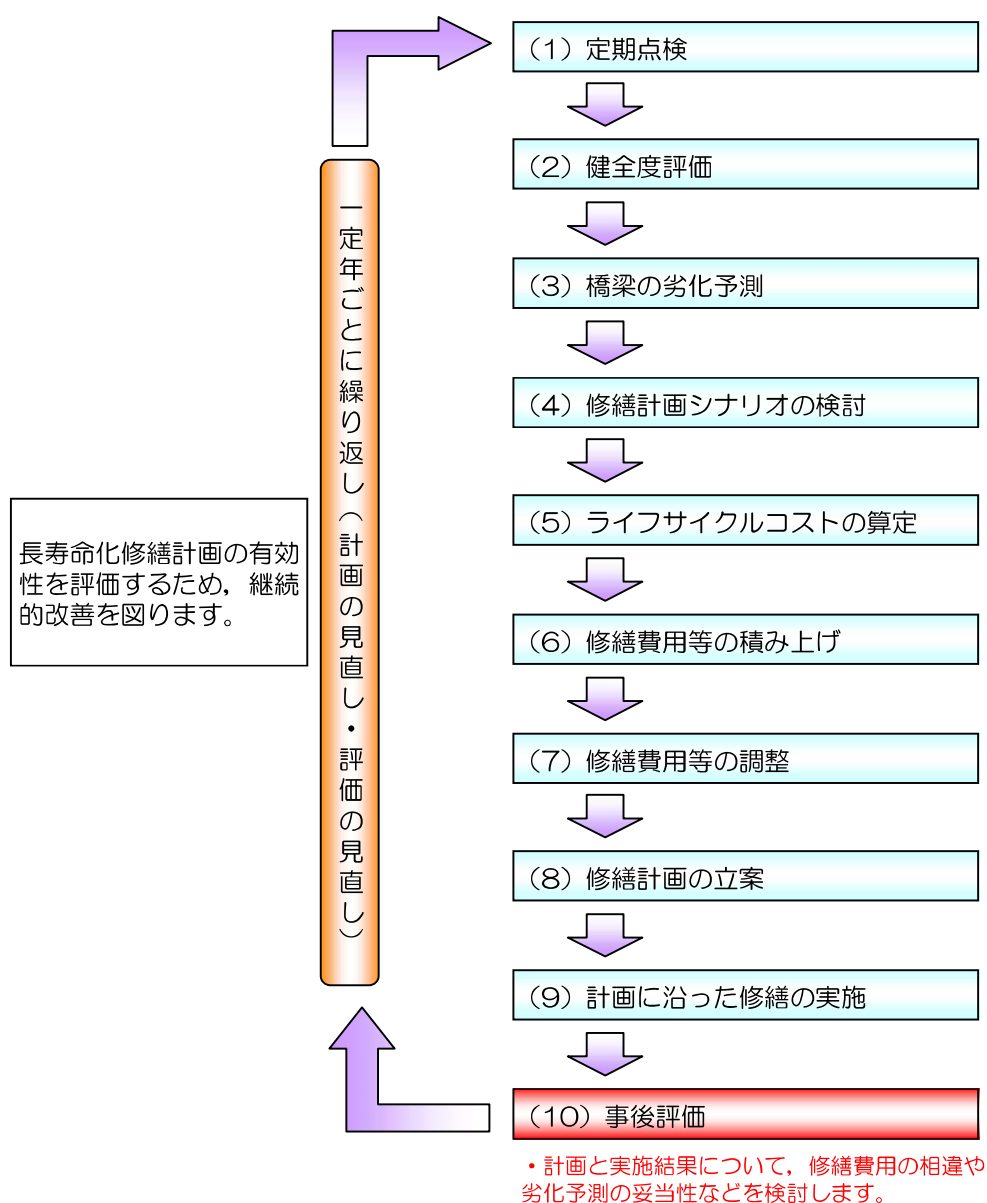 （1）定期点検
（2）健全度評価
（3）橋梁の劣化予測
（4）修繕計画シナリオの検討
（5）ライフサイクルコストの算定
（6）修繕費用等の積み上げ
（7）修繕費用等の調整
（8）修繕計画の立案
（9）計画に沿った修繕の実施
（10）事後評価
・計画と実施結果について，修繕費用の相違や
劣化予測の妥当性などを検討します。
一定年ごとに繰り返し（計画の見直し・評価の見直し）
長寿命化修繕計画の有効
性を評価するため，継続
的改善を図ります。